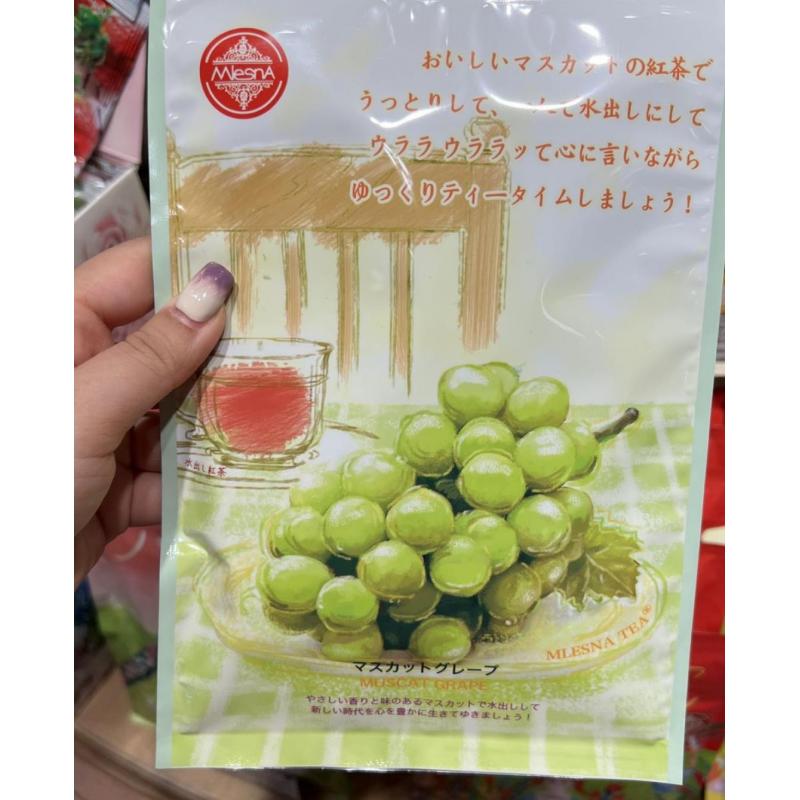 MlesnA
おいしいマスカットの紅茶で
うっとりして、 水出しにして
ウララウララッて心に言いながら
ゆっくりティータイムしましょう!
水出し紅茶
MLESNA TEA®
マスカットグレープ
MUSCAT GRAPE
やさしい香りと味のあるマスカットで水出しして
新しい時代を心を豊かに生きてゆきましょう!